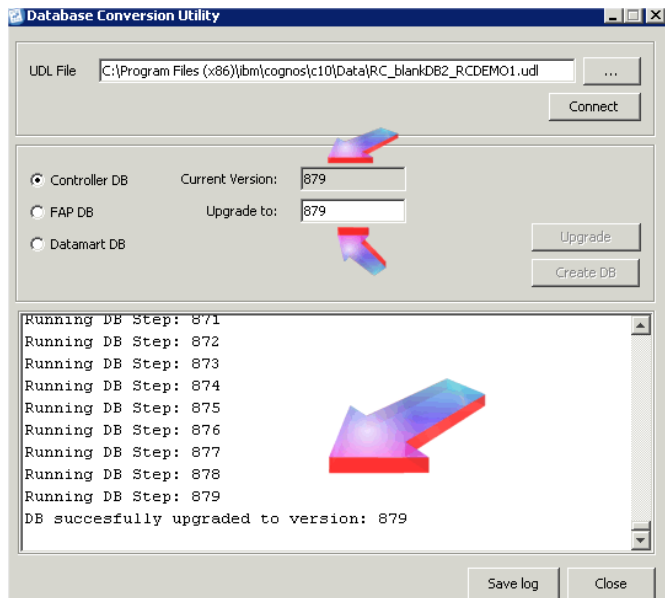 Database Conversion Utility
UDL File
C:\Program Files (x86)\ibm\cognos\c10\Data\RC_blankDB2_RCDEMO1.udl
...
Connect
Controller DB
Current Version:
879
FAP DB
Upgrade to:
879
Datamart DB
Upgrade
Create DB
Running DB Step: 871
Running DB Step: 872
Running DB Step: 873
Running DB Step: 874
Running DB Step: 875
Running DB Step: 876
Running DB Step: 877
Running DB Step: 878
Running DB Step: 879
DB succesfully upgraded to version: 879
Save log
Close